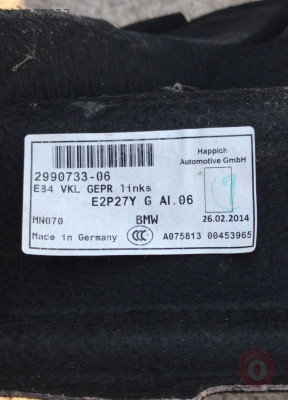 Happich
Automotive GmbH
2990733-06
E84 VKL GEPR links
E2P27Y G AI.06
MN070 BMW 26.02.2014
Made in Germany CCC A075813 00453965